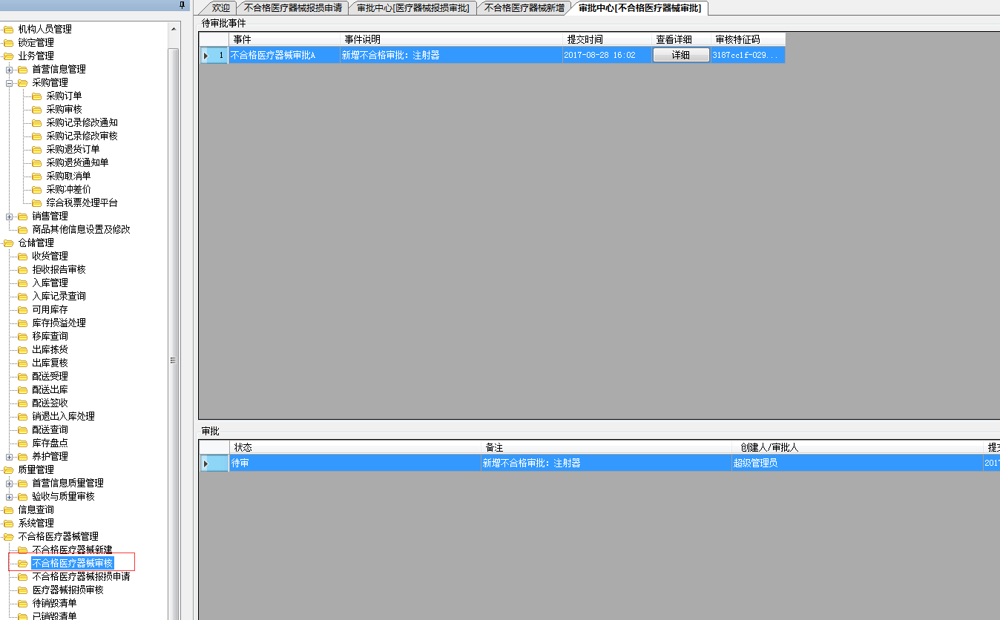 机构人员管理
锁定管理
业务管理
首营信息管理
采购管理
采购订单
采购审核
采购记录修改通知
采购记录修改审核
采购退货订单
采购退货通知单
采购取消单
采购冲差价
综合税票处理平台
销售管理
商品其他信息设置及修改
仓储管理
收货管理
拒收报告审核
入库管理
入库记录查询
可用库存
库存损溢处理
移库查询
出库拣货
出库复核
配送受理
配送出库
配送签收
销退出入库处理
配送查询
库存盘点
养护管理
质量管理
首营信息质量管理
验收与质量审核
信息查询
系统管理
不合格医疗器械管理
不合格医疗器械新建
不合格医疗器械审核
不合格医疗器械报损申请
医疗器械报损审核
待销毁清单
已销毁清单
欢迎 不合格医疗器械报损申请 审批中心[医疗器械报损审批] 不合格医疗器械新增 审批中心[不合格医疗器械审批]
待审批事件
事件 事件说明 提交时间 查看详细 审核特征码
1 不合格医疗器械审批A 新增不合格审批：注射器 2017-08-28 16:02 详细 3187cc1f-029...
审批
状态 备注 创建人/审批人 提交
待审 新增不合格审批：注射器 超级管理员 2017